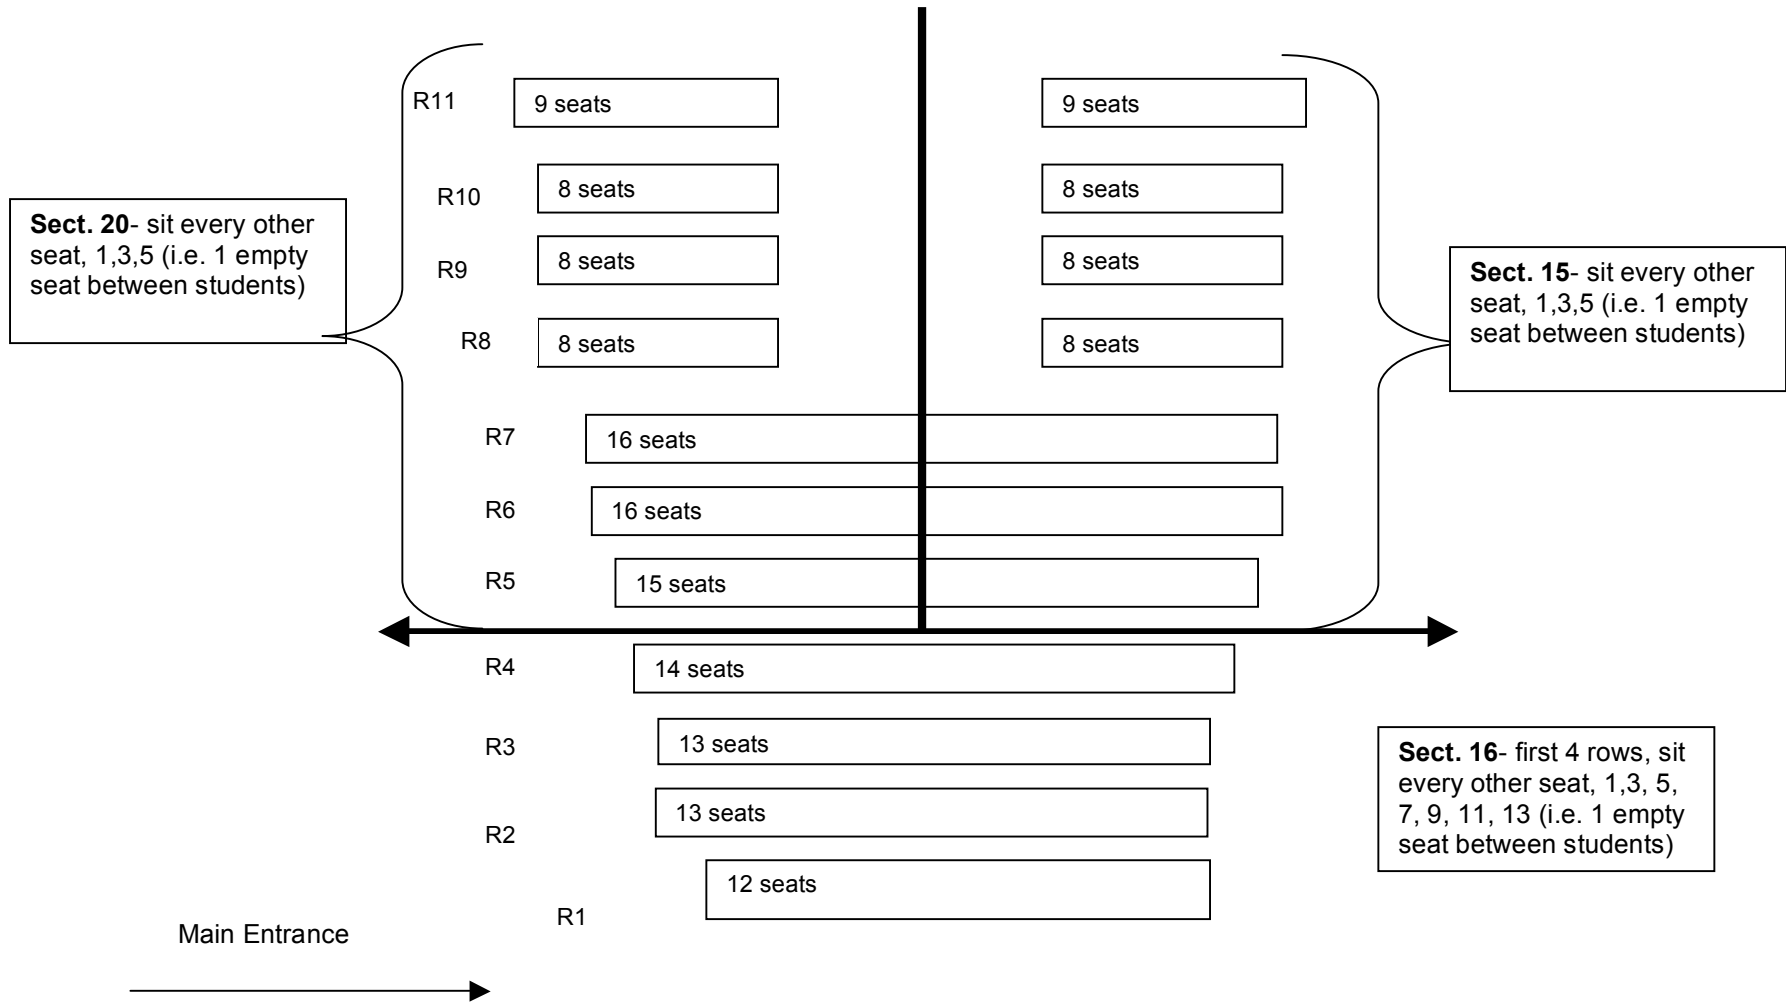 R11
9 seats
9 seats
R10
8 seats
8 seats
Sect. 20- sit every other
seat, 1,3,5 (i.e. 1 empty
seat between students)
R9
8 seats
8 seats
Sect. 15- sit every other
seat, 1,3,5 (i.e. 1 empty
seat between students)
R8
8 seats
8 seats
R7
16 seats
R6
16 seats
R5
15 seats
R4
14 seats
R3
13 seats
Sect. 16- first 4 rows, sit
every other seat, 1,3, 5,
7, 9, 11, 13 (i.e. 1 empty
seat between students)
R2
13 seats
12 seats
R1
Main Entrance